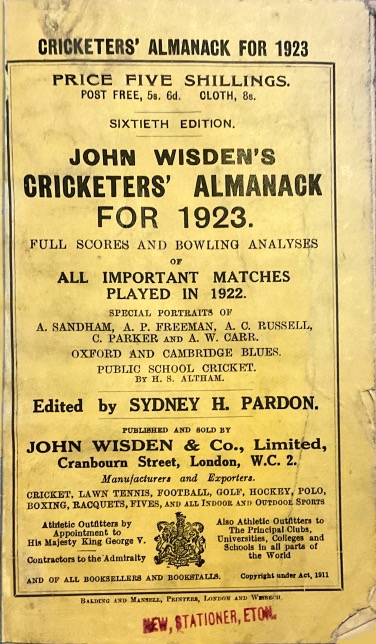 CRICKETERS' ALMANACK FOR 1923
PRICE FIVE SHILLINGS.
POST FREE, 5s. 6d. CLOTH, 8s.
SIXTIETH EDITION.
JOHN WISDEN'S
CRICKETERS' ALMANACK
FOR 1923.
FULL SCORES AND BOWLING ANALYSES
OF
ALL IMPORTANT MATCHES
PLAYED IN 1922.
SPECIAL PORTRAITS OF
A. SANDHAM, A. P. FREEMAN, A. C. RUSSELL,
C. PARKER AND A. W. CARR.
OXFORD AND CAMBRIDGE BLUES.
PUBLIC SCHOOL CRICKET.
BY H. S. ALTHAM.
Edited by SYDNEY H. PARDON.
PUBLISHED AND SOLD BY
JOHN WISDEN & Co., Limited,
Cranbourn Street, London, W.C. 2.
Manufacturers and Exporters.
CRICKET, LAWN TENNIS, FOOTBALL, GOLF, HOCKEY, POLO,
BOXING, RACQUETS, FIVES, AND ALL INDOOR AND OUTDOOR SPORTS
Athletic Outfitters by
Appointment to
His Majesty King George V.
Contractors to the Admiralty
Also Athletic Outfitters to
The Principal Clubs,
Universities, Colleges and
Schools in all parts of
the World
AND OF ALL BOOKSELLERS AND BOOKSTALLS. Copyright under Act, 1911
BALDING AND MANSELL, PRINTERS, LONDON AND WISBECH.
NEW, STATIONER, ETON.